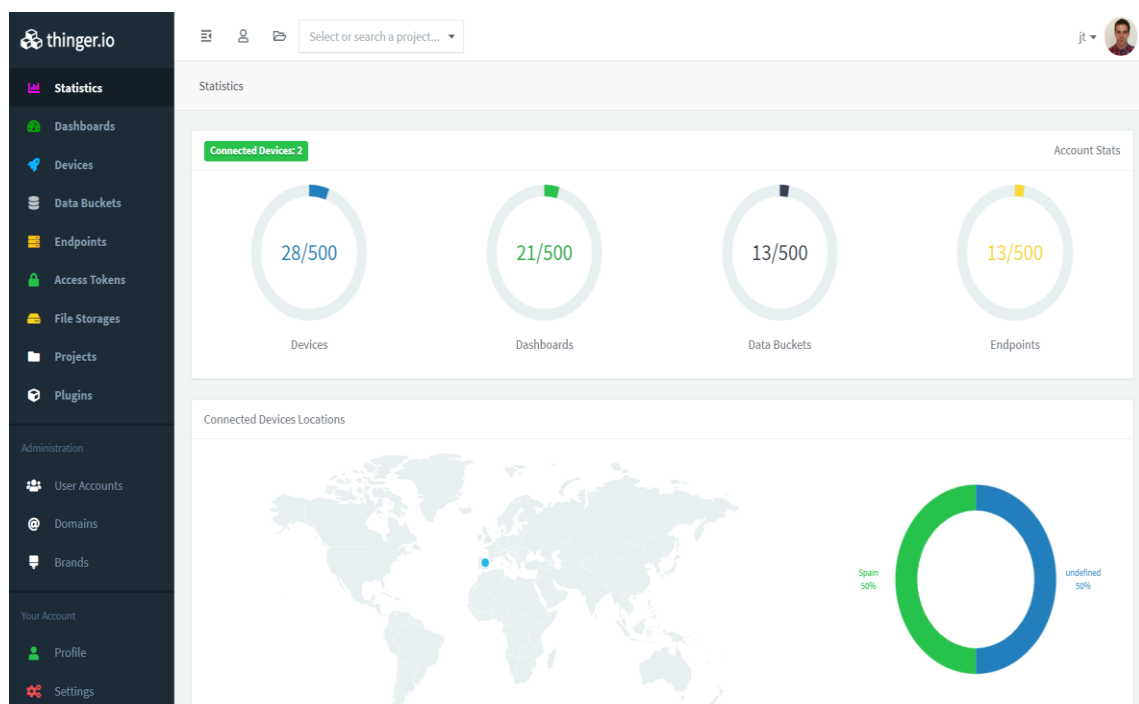 thinger.io
Select or search a project...
jt
Statistics
Dashboards
Devices
Data Buckets
Endpoints
Access Tokens
File Storages
Projects
Plugins
Administration
User Accounts
Domains
Brands
Your Account
Profile
Settings
Statistics
Connected Devices: 2
Account Stats
28/500
21/500
13/500
13/500
Devices
Dashboards
Data Buckets
Endpoints
Connected Devices Locations
Spain
50%
undefined
50%